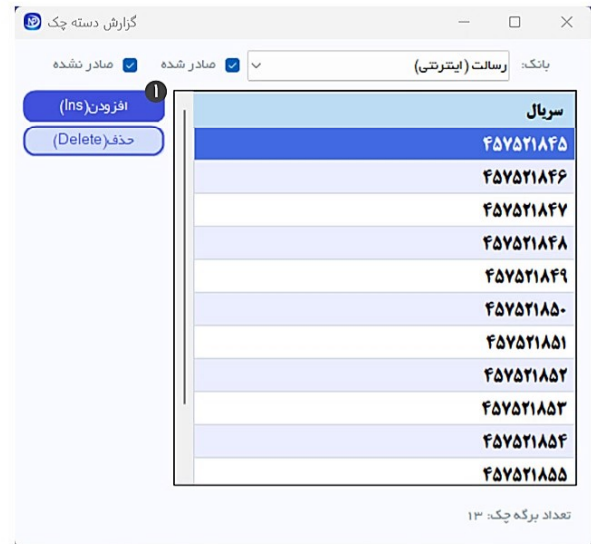 گزارش دسته چک
بانک: رسالت (اینترنتی) صادر شده صادر نشده
۱
افزودن(Ins)
حذف(Delete)
سریال
۴۵۷۵۲۱۸۴۵
۴۵۷۵۲۱۸۴۶
۴۵۷۵۲۱۸۴۷
۴۵۷۵۲۱۸۴۸
۴۵۷۵۲۱۸۴۹
۴۵۷۵۲۱۸۵۰
۴۵۷۵۲۱۸۵۱
۴۵۷۵۲۱۸۵۲
۴۵۷۵۲۱۸۵۳
۴۵۷۵۲۱۸۵۴
۴۵۷۵۲۱۸۵۵
تعداد برگه چک: ۱۳